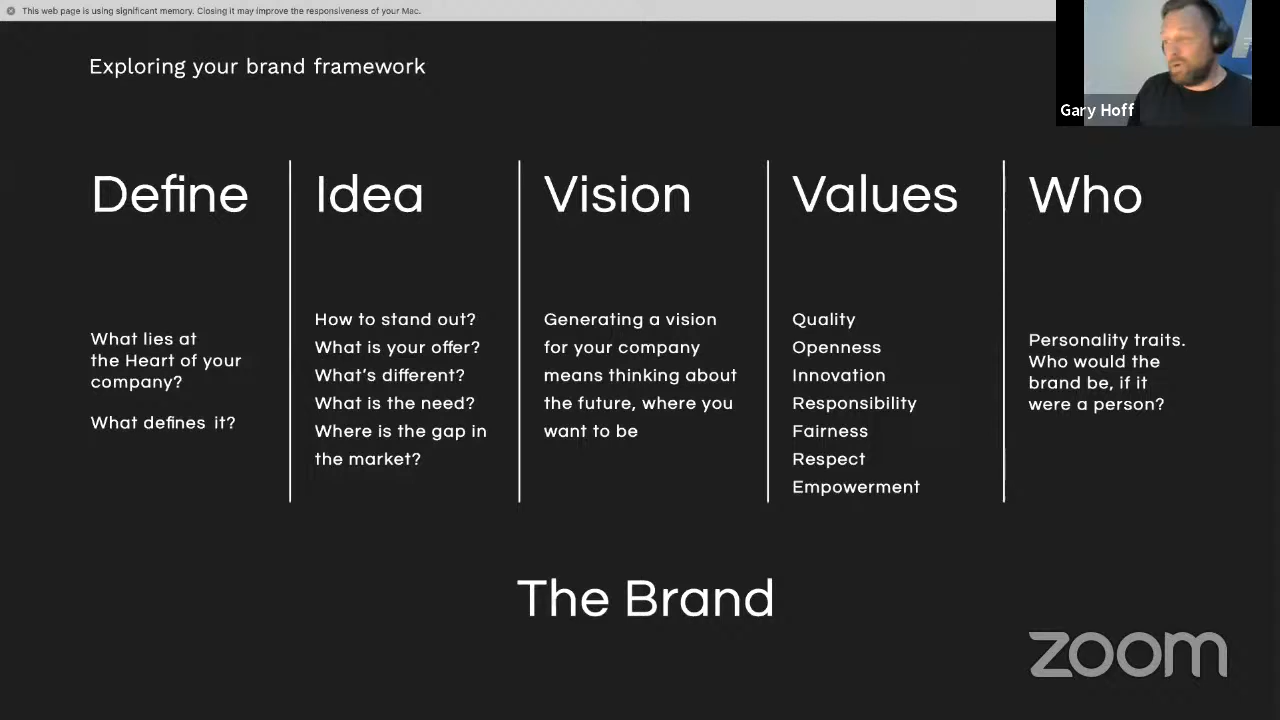 This web page is using significant memory. Closing it may improve the responsiveness of your Mac.
Exploring your brand framework
Gary Hoff
Define
What lies at
the Heart of your
company?
What defines it?
Idea
How to stand out?
What is your offer?
What's different?
What is the need?
Where is the gap in
the market?
Vision
Generating a vision
for your company
means thinking about
the future, where you
want to be
Values
Quality
Openness
Innovation
Responsibility
Fairness
Respect
Empowerment
Who
Personality traits.
Who would the
brand be, if it
were a person?
The Brand
zoom